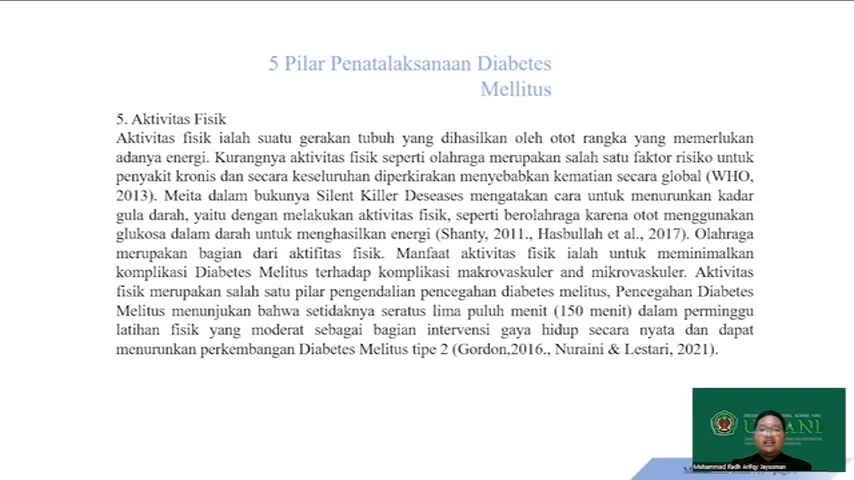 5 Pilar Penatalaksanaan Diabetes
Mellitus
5. Aktivitas Fisik
Aktivitas fisik ialah suatu gerakan tubuh yang dihasilkan oleh otot rangka yang memerlukan
adanya energi. Kurangnya aktivitas fisik seperti olahraga merupakan salah satu faktor risiko untuk
penyakit kronis dan secara keseluruhan diperkirakan menyebabkan kematian secara global (WHO,
2013). Meita dalam bukunya Silent Killer Deseases mengatakan cara untuk menurunkan kadar
gula darah, yaitu dengan melakukan aktivitas fisik, seperti berolahraga karena otot menggunakan
glukosa dalam darah untuk menghasilkan energi (Shanty, 2011., Hasbullah et al., 2017). Olahraga
merupakan bagian dari aktifitas fisik. Manfaat aktivitas fisik ialah untuk meminimalkan
komplikasi Diabetes Melitus terhadap komplikasi makrovaskuler and mikrovaskuler. Aktivitas
fisik merupakan salah satu pilar pengendalian pencegahan diabetes melitus, Pencegahan Diabetes
Melitus menunjukan bahwa setidaknya seratus lima puluh menit (150 menit) dalam perminggu
latihan fisik yang moderat sebagai bagian intervensi gaya hidup secara nyata dan dapat
menurunkan perkembangan Diabetes Melitus tipe 2 (Gordon,2016., Nuraini & Lestari, 2021).
Muhammad Iladh Arifqy Jayusman